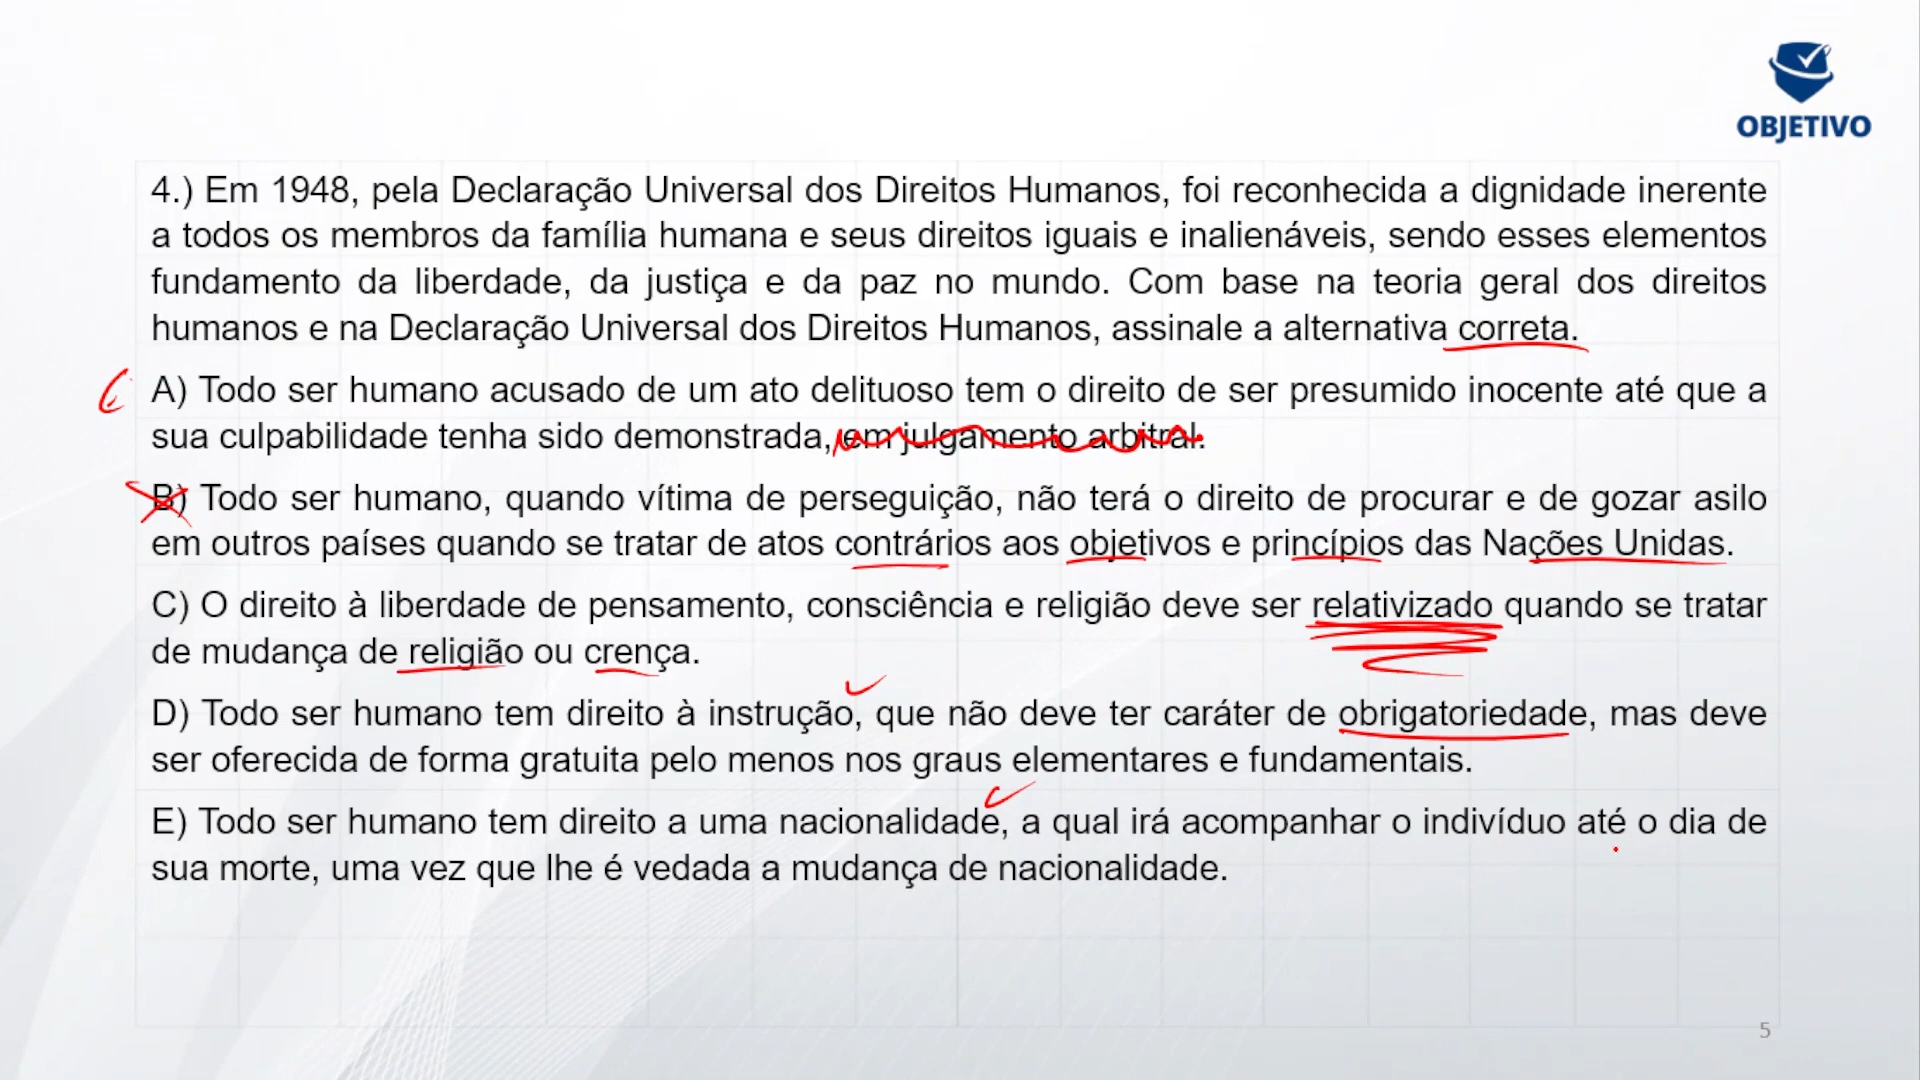 OBJETIVO
4.) Em 1948, pela Declaração Universal dos Direitos Humanos, foi reconhecida a dignidade inerente
a todos os membros da família humana e seus direitos iguais e inalienáveis, sendo esses elementos
fundamento da liberdade, da justiça e da paz no mundo. Com base na teoria geral dos direitos
humanos e na Declaração Universal dos Direitos Humanos, assinale a alternativa correta.
A) Todo ser humano acusado de um ato delituoso tem o direito de ser presumido inocente até que a
sua culpabilidade tenha sido demonstrada, em julgamento arbitral.
B) Todo ser humano, quando vítima de perseguição, não terá o direito de procurar e de gozar asilo
em outros países quando se tratar de atos contrários aos objetivos e princípios das Nações Unidas.
C) O direito à liberdade de pensamento, consciência e religião deve ser relativizado quando se tratar
de mudança de religião ou crença.
D) Todo ser humano tem direito à instrução, que não deve ter caráter de obrigatoriedade, mas deve
ser oferecida de forma gratuita pelo menos nos graus elementares e fundamentais.
E) Todo ser humano tem direito a uma nacionalidade, a qual irá acompanhar o indivíduo até o dia de
sua morte, uma vez que lhe é vedada a mudança de nacionalidade.
5